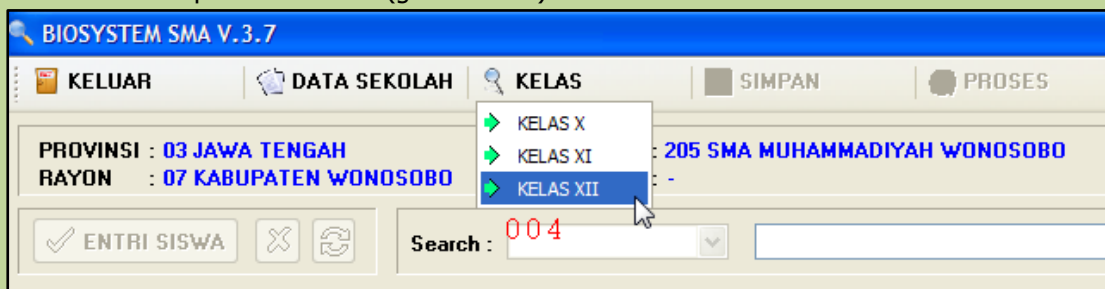 BIOSYSTEM SMA V.3.7
KELUAR DATA SEKOLAH KELAS SIMPAN PROSES
KELAS X
KELAS XI
KELAS XII
PROVINSI : 03 JAWA TENGAH : 205 SMA MUHAMMADIYAH WONOSOBO
RAYON : 07 KABUPATEN WONOSOBO : -
ENTRI SISWA Search : 004